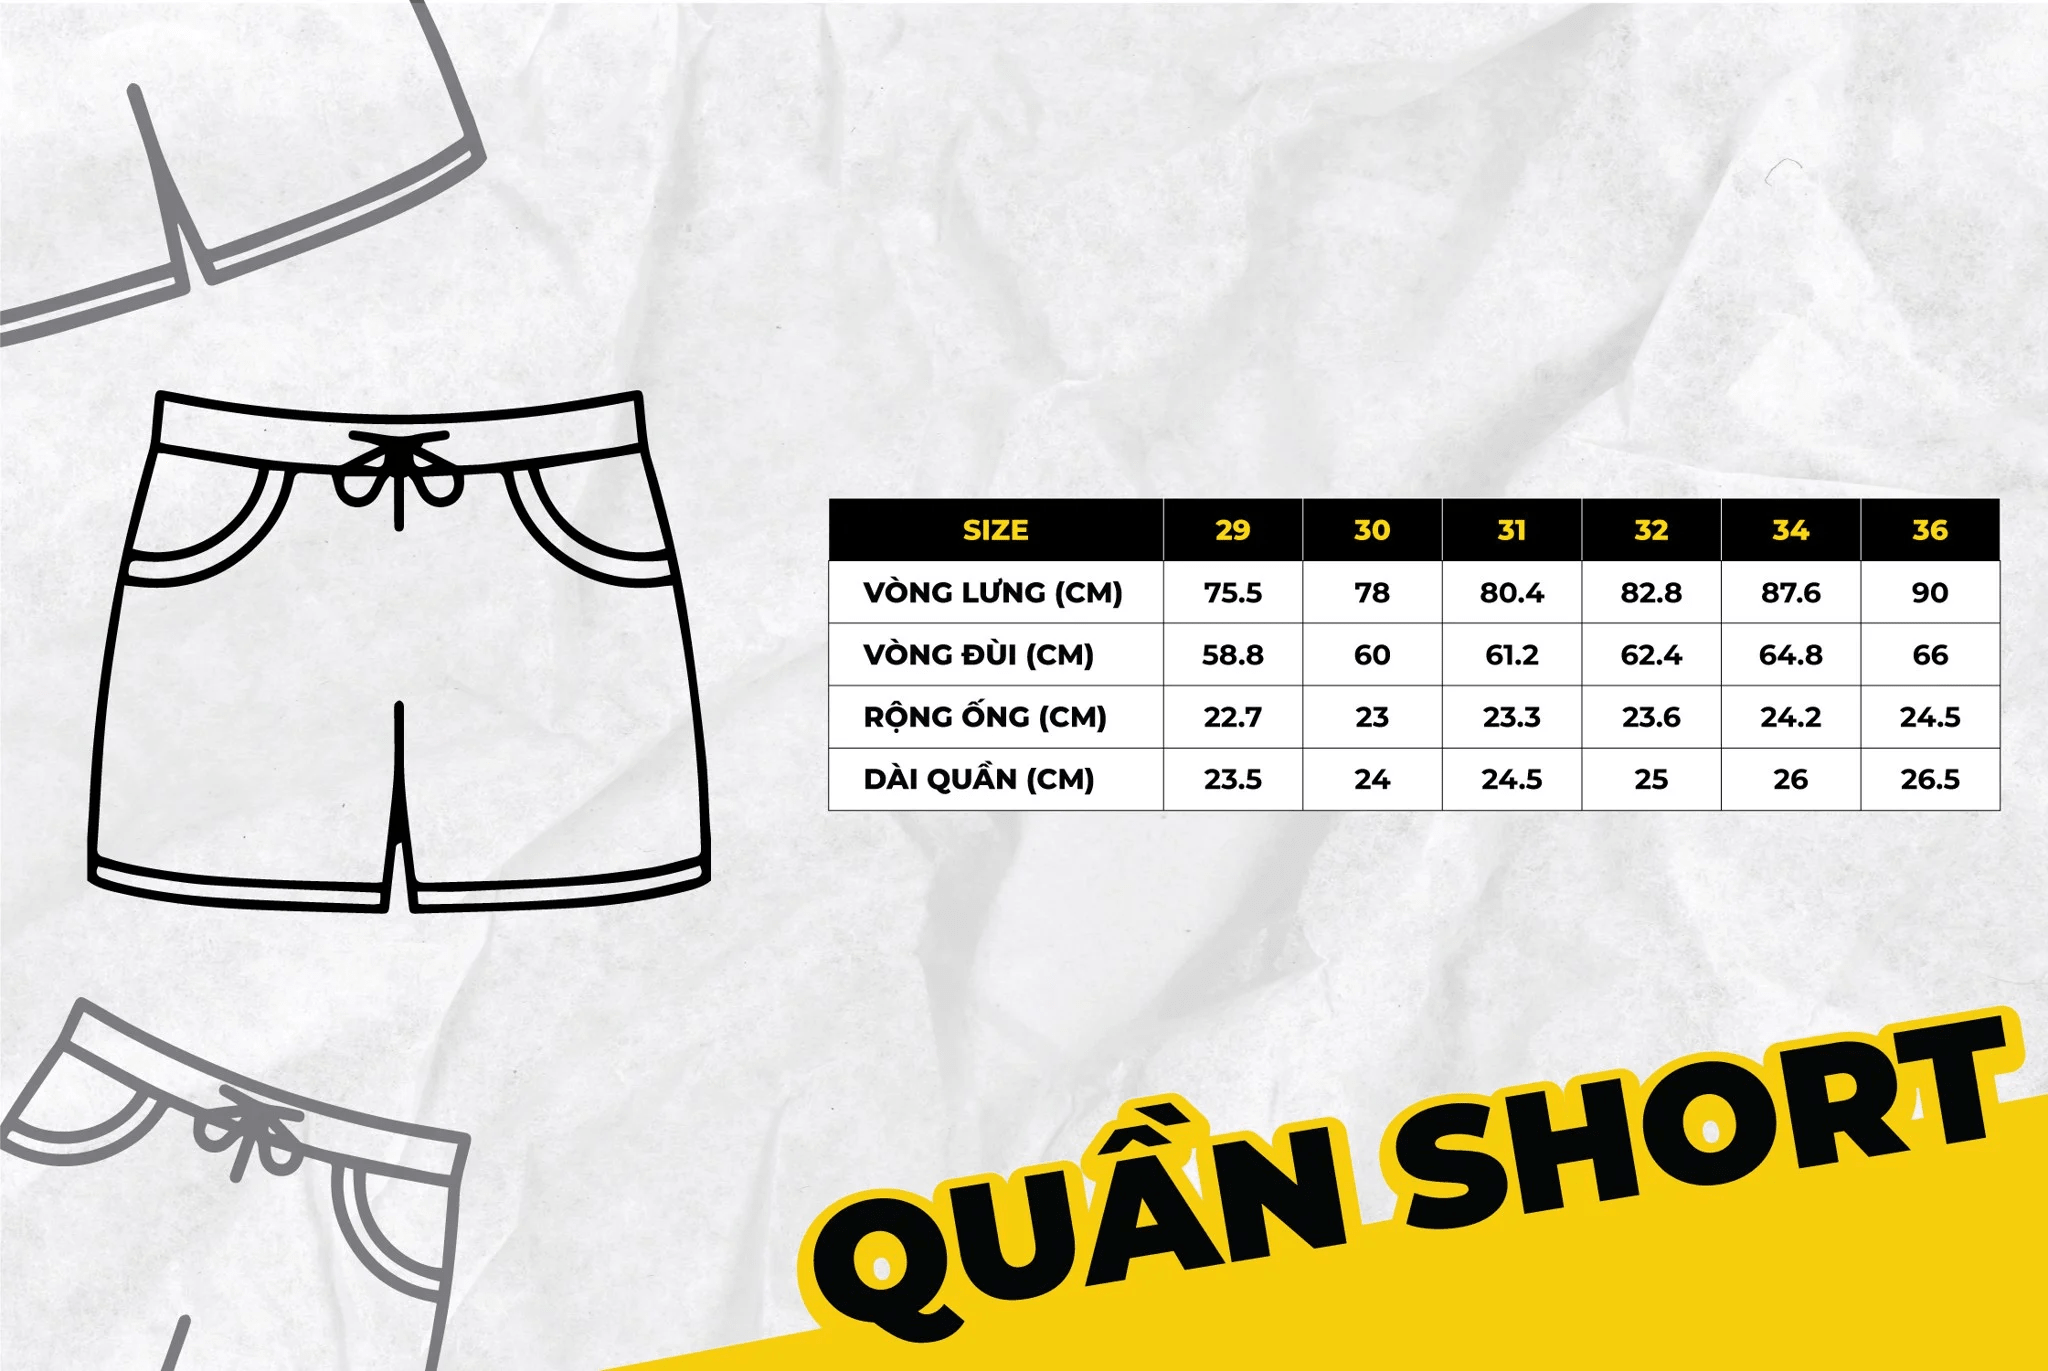 SIZE 29 30 31 32 34 36
VÒNG LƯNG (CM) 75.5 78 80.4 82.8 87.6 90
VÒNG ĐÙI (CM) 58.8 60 61.2 62.4 64.8 66
RỘNG ỐNG (CM) 22.7 23 23.3 23.6 24.2 24.5
DÀI QUẦN (CM) 23.5 24 24.5 25 26 26.5
QUẦN SHORT